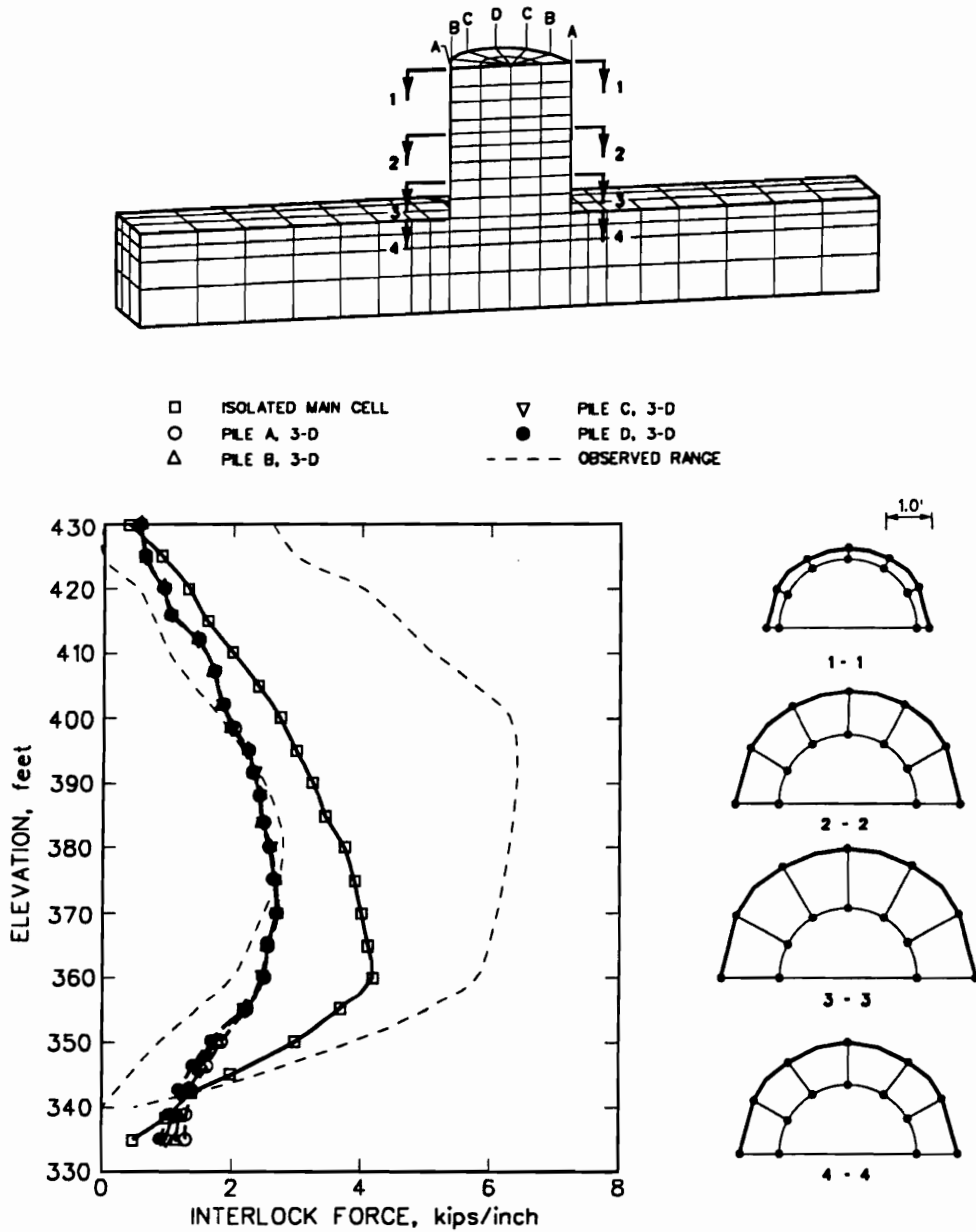 B C D C B
A A
1 1
2 2
3 3
4 4
ISOLATED MAIN CELL
PILE A, 3-D
PILE B, 3-D
PILE C, 3-D
PILE D, 3-D
OBSERVED RANGE
430
420
410
400
390
380
370
360
350
340
330
ELEVATION, feet
0 2 4 6 8
INTERLOCK FORCE, kips/inch
1.0'
1 - 1
2 - 2
3 - 3
4 - 4